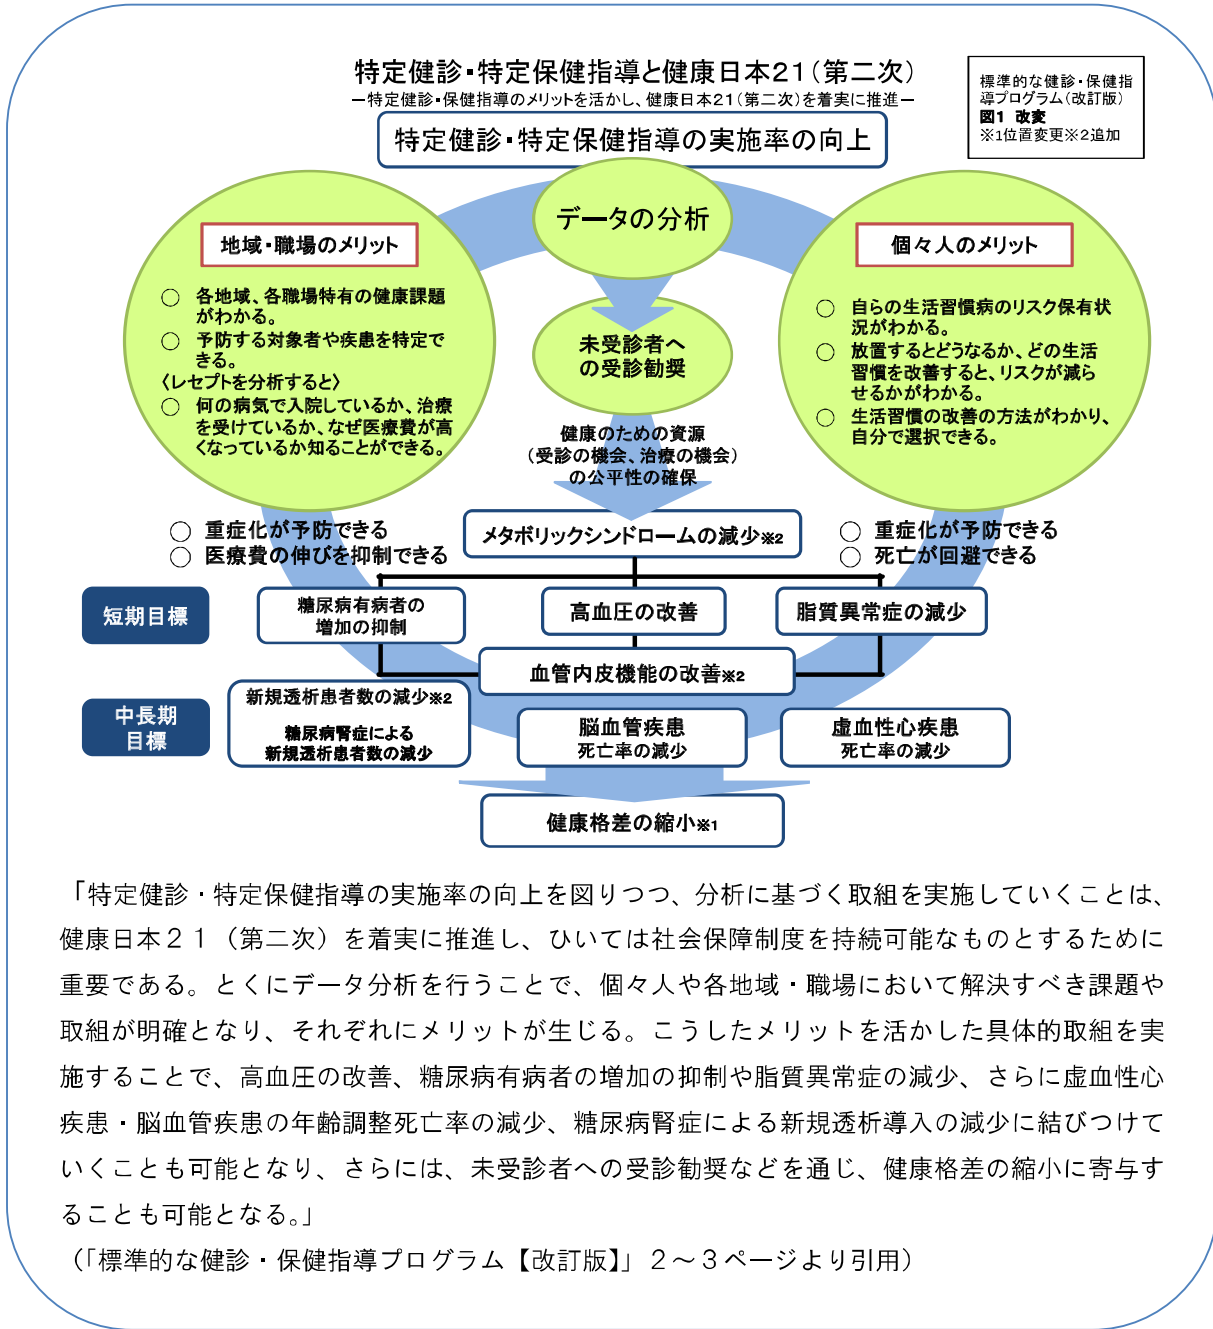 特定健診・特定保健指導と健康日本21（第二次）
－特定健診・保健指導のメリットを活かし、健康日本21（第二次）を着実に推進－
標準的な健診・保健指
導プログラム（改訂版）
図1 改変
※1位置変更※2追加
特定健診・特定保健指導の実施率の向上
データの分析
地域・職場のメリット
○ 各地域、各職場特有の健康課題
がわかる。
○ 予防する対象者や疾患を特定で
きる。
〈レセプトを分析すると〉
○ 何の病気で入院しているか、治療
を受けているか、なぜ医療費が高
くなっているか知ることができる。
未受診者へ
の受診勧奨
個々人のメリット
○ 自らの生活習慣病のリスク保有状
況がわかる。
○ 放置するとどうなるか、どの生活
習慣を改善すると、リスクが減ら
せるかがわかる。
○ 生活習慣の改善の方法がわかり、
自分で選択できる。
健康のための資源
（受診の機会、治療の機会）
の公平性の確保
○ 重症化が予防できる
○ 医療費の伸びを抑制できる
メタボリックシンドロームの減少※2
○ 重症化が予防できる
○ 死亡が回避できる
短期目標
糖尿病有病者の
増加の抑制
高血圧の改善
脂質異常症の減少
血管内皮機能の改善※2
中長期
目標
新規透析患者数の減少※2
糖尿病腎症による
新規透析患者数の減少
脳血管疾患
死亡率の減少
虚血性心疾患
死亡率の減少
健康格差の縮小※1
「特定健診・特定保健指導の実施率の向上を図りつつ、分析に基づく取組を実施していくことは、
健康日本２１（第二次）を着実に推進し、ひいては社会保障制度を持続可能なものとするために
重要である。とくにデータ分析を行うことで、個々人や各地域・職場において解決すべき課題や
取組が明確となり、それぞれにメリットが生じる。こうしたメリットを活かした具体的取組を実
施することで、高血圧の改善、糖尿病有病者の増加の抑制や脂質異常症の減少、さらに虚血性心
疾患・脳血管疾患の年齢調整死亡率の減少、糖尿病腎症による新規透析導入の減少に結びつけて
いくことも可能となり、さらには、未受診者への受診勧奨などを通じ、健康格差の縮小に寄与す
ることも可能となる。」
（「標準的な健診・保健指導プログラム【改訂版】」２～３ページより引用）